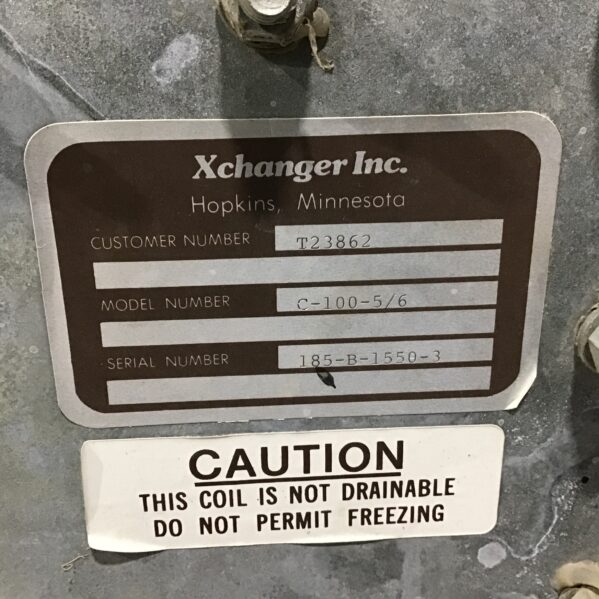 Xchanger Inc.
Hopkins, Minnesota
CUSTOMER NUMBER T23862
MODEL NUMBER C-100-5/6
SERIAL NUMBER 185-B-1550-3
CAUTION
THIS COIL IS NOT DRAINABLE
DO NOT PERMIT FREEZING